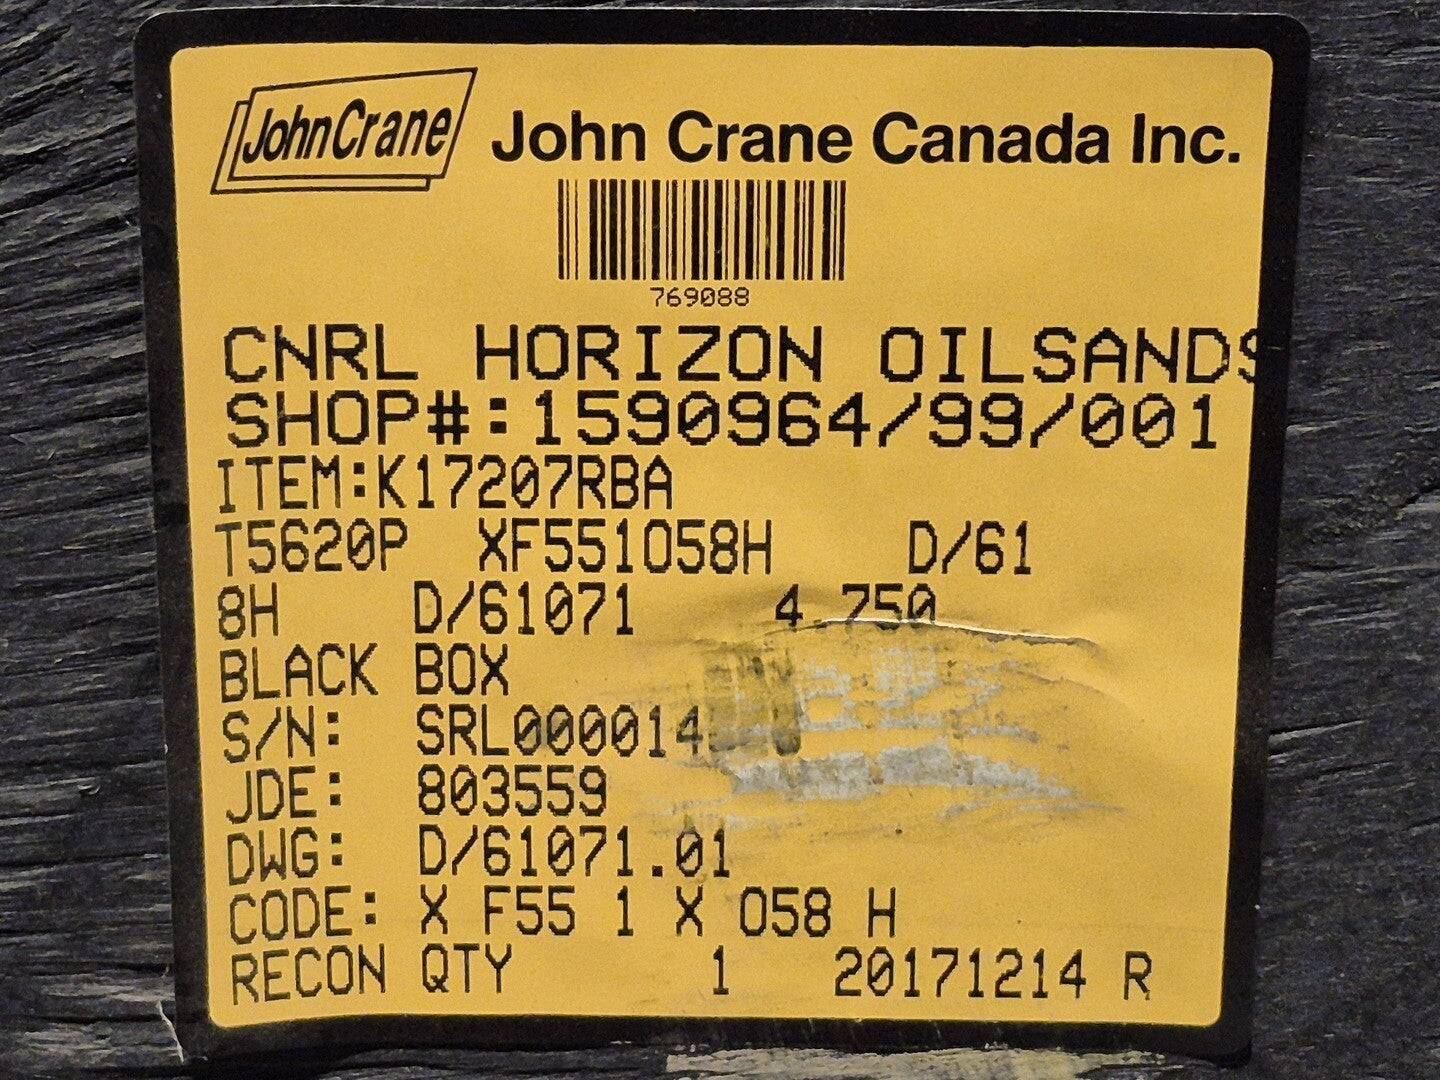 JohnCrane John Crane Canada Inc.
769088
CNRL HORIZON OILSANDS
SHOP#:1590964/99/001
ITEM:K17207RBA
T5620P XF551058H D/61
8H D/61071 4.750
BLACK BOX
S/N: SRL000014
JDE: 803559
DWG: D/61071.01
CODE: X F55 1 X 058 H
RECON QTY 1 20171214 R